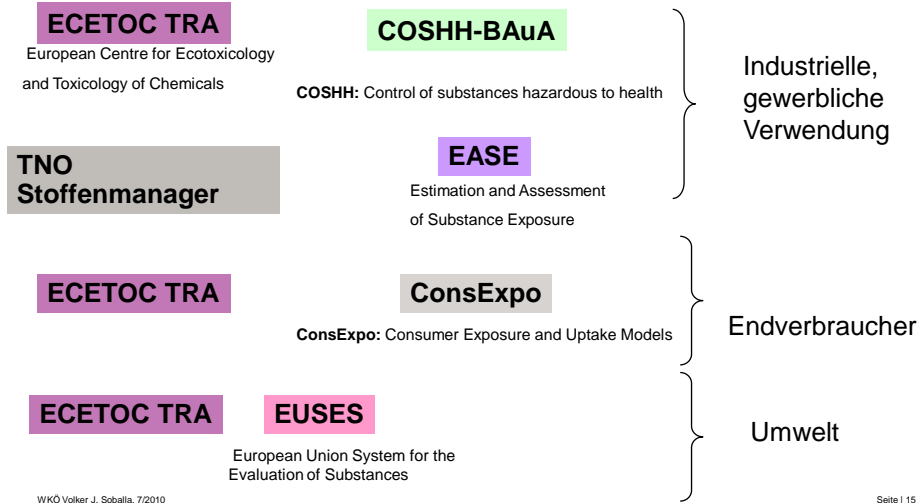 ECETOC TRA
European Centre for Ecotoxicology
and Toxicology of Chemicals
COSHH-BAuA
COSHH: Control of substances hazardous to health
TNO
Stoffenmanager
EASE
Estimation and Assessment
of Substance Exposure
Industrielle,
gewerbliche
Verwendung
ECETOC TRA
ConsExpo
ConsExpo: Consumer Exposure and Uptake Models
Endverbraucher
ECETOC TRA
EUSES
European Union System for the
Evaluation of Substances
Umwelt
WKÖ Volker J. Soballa, 7/2010
Seite | 15